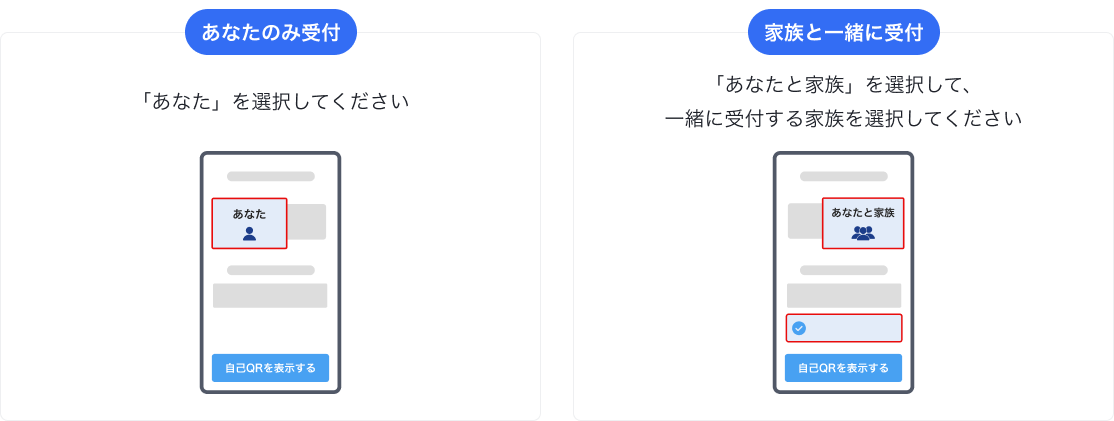 あなたのみ受付
「あなた」を選択してください
あなた
自己QRを表示する
家族と一緒に受付
「あなたと家族」を選択して、
一緒に受付する家族を選択してください
あなたと家族
自己QRを表示する